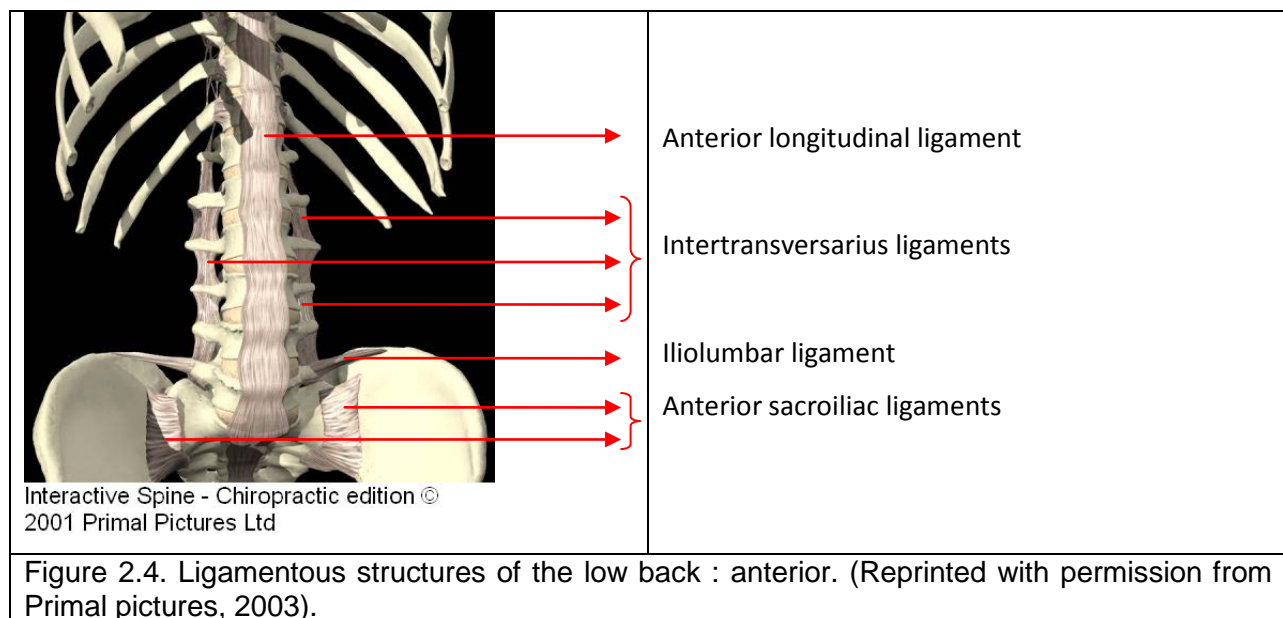 Anterior longitudinal ligament
Intertransversarius ligaments
Iliolumbar ligament
Anterior sacroiliac ligaments
Interactive Spine - Chiropractic edition ©
2001 Primal Pictures Ltd
Figure 2.4. Ligamentous structures of the low back : anterior. (Reprinted with permission from
Primal pictures, 2003).